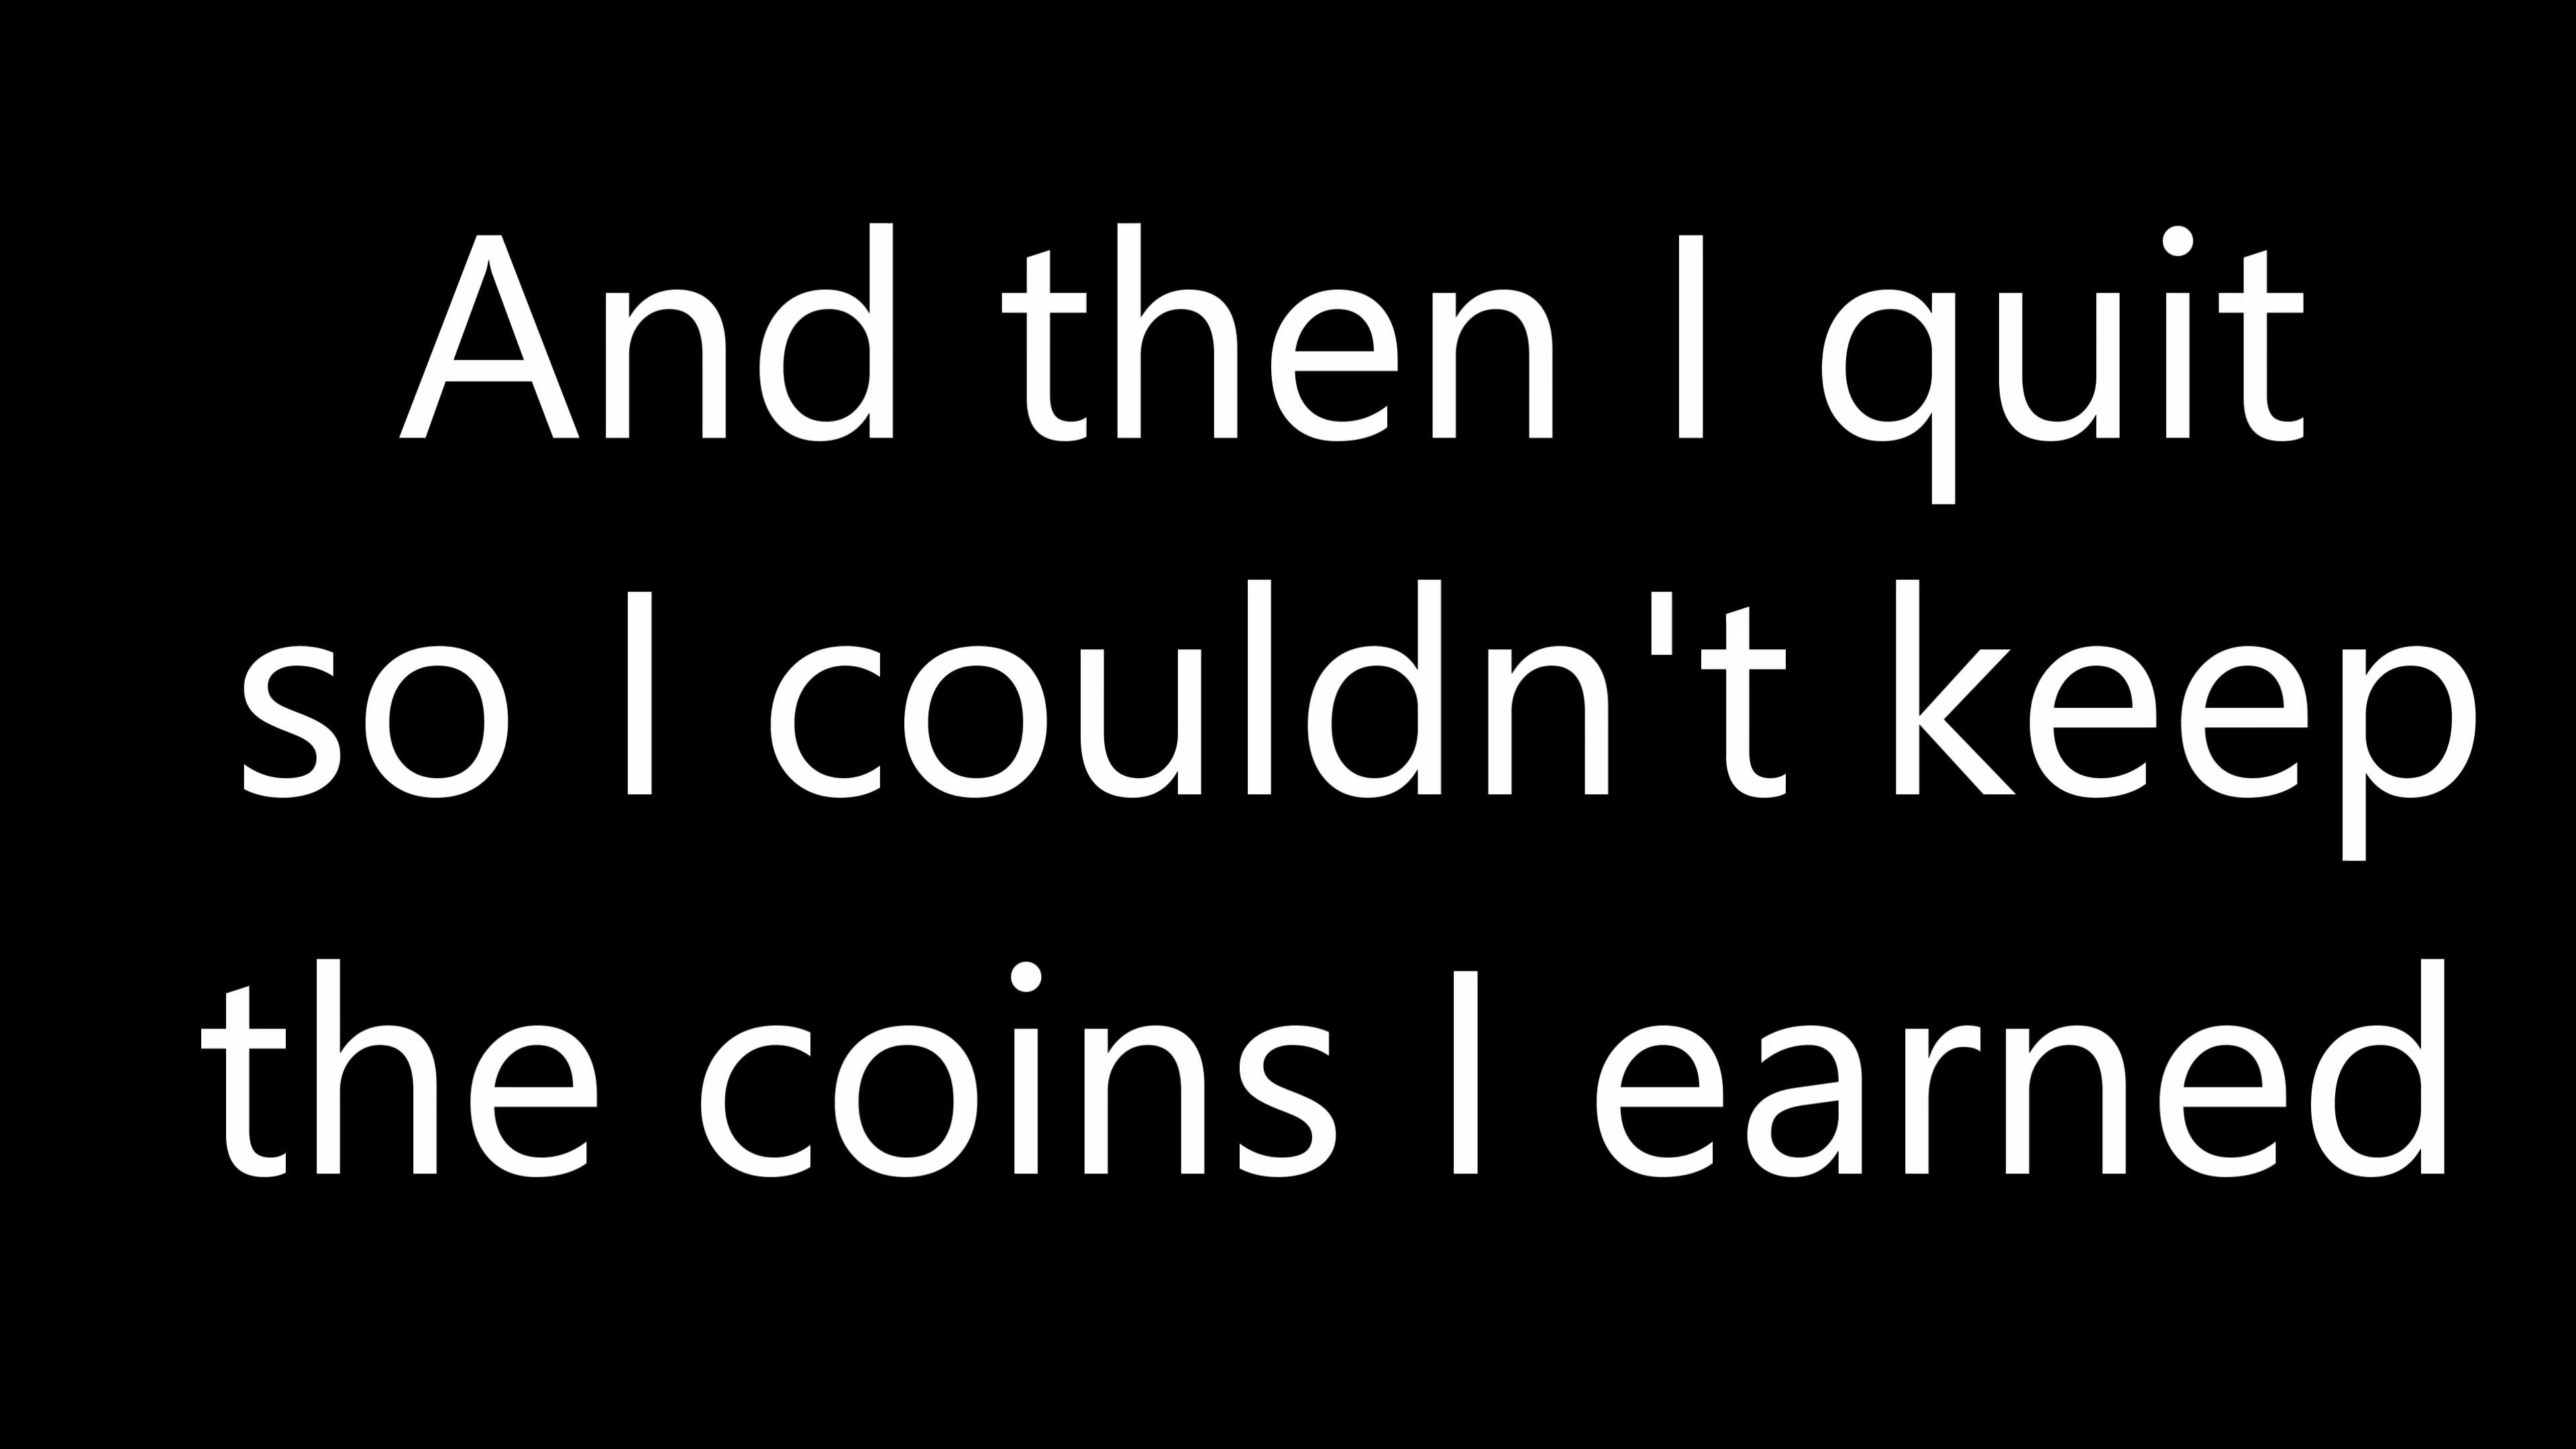 And then I quit
so I couldn't keep
the coins I earned